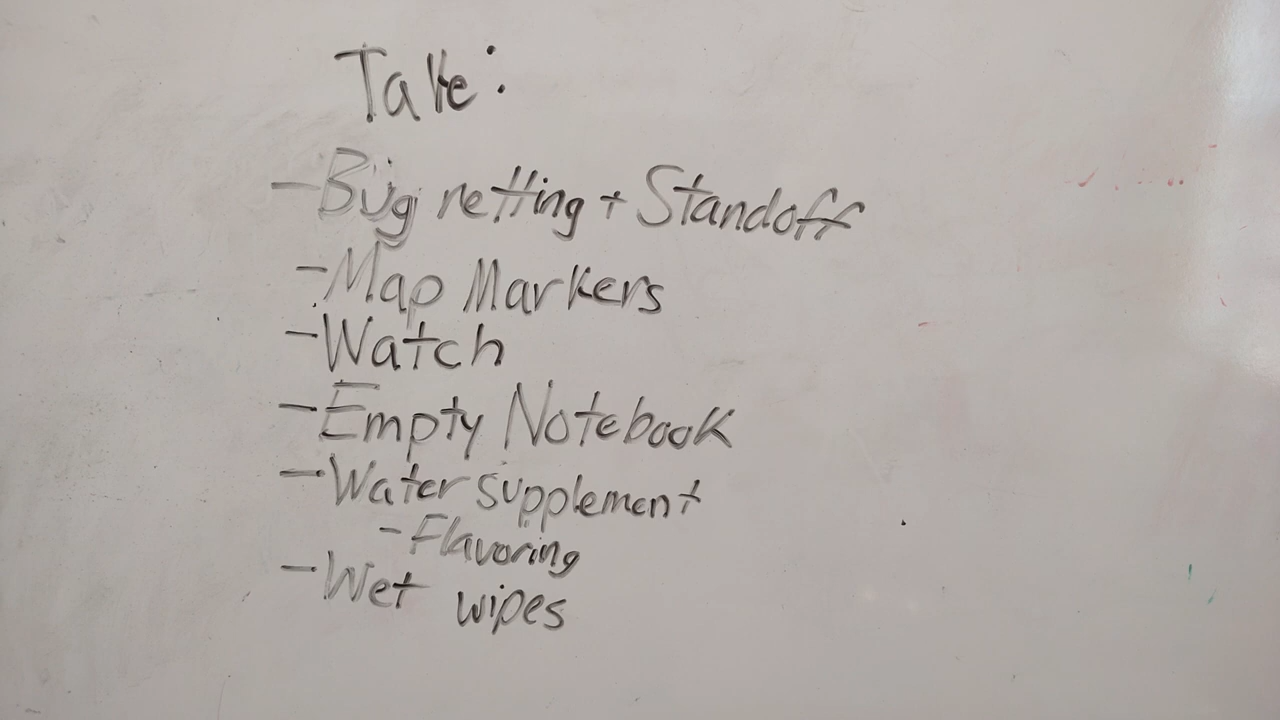 Take:
- Bug netting + Standoff
- Map Markers
- Watch
- Empty Notebook
- Water supplement
- Flavoring
- Wet wipes